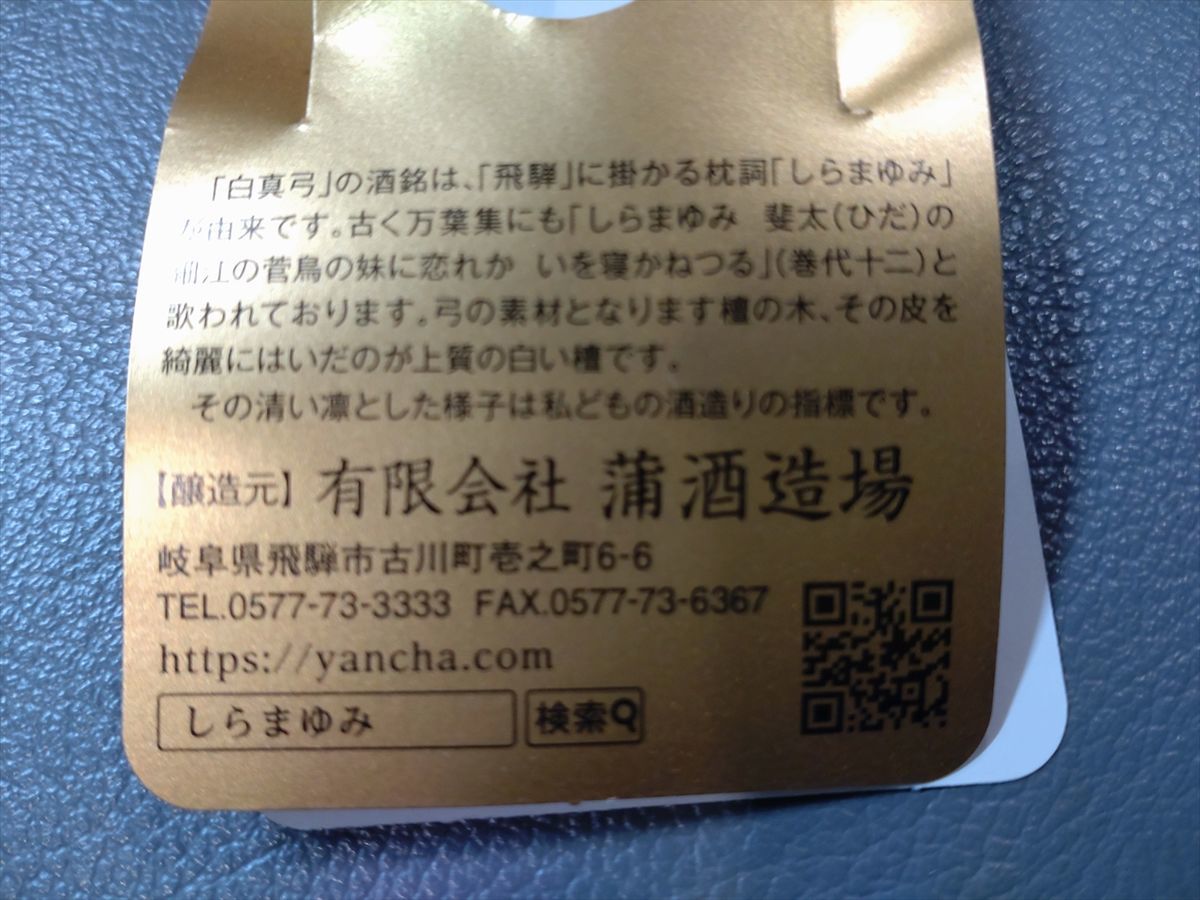 「白真弓」の酒銘は、「飛騨」に掛かる枕詞「しらまゆみ」
が由来です。古く万葉集にも「しらまゆみ 斐太(ひだ)の
細江の菅鳥の妹に恋れか いを寝かねつる」(巻代十二)と
歌われております。弓の素材となります檀の木、その皮を
綺麗にはいだのが上質の白い檀です。
その清い凛とした様子は私どもの酒造りの指標です。
【醸造元】 有限会社 蒲酒造場
岐阜県飛騨市古川町壱之町6-6
TEL.0577-73-3333 FAX.0577-73-6367
https://yancha.com
しらまゆみ 検索